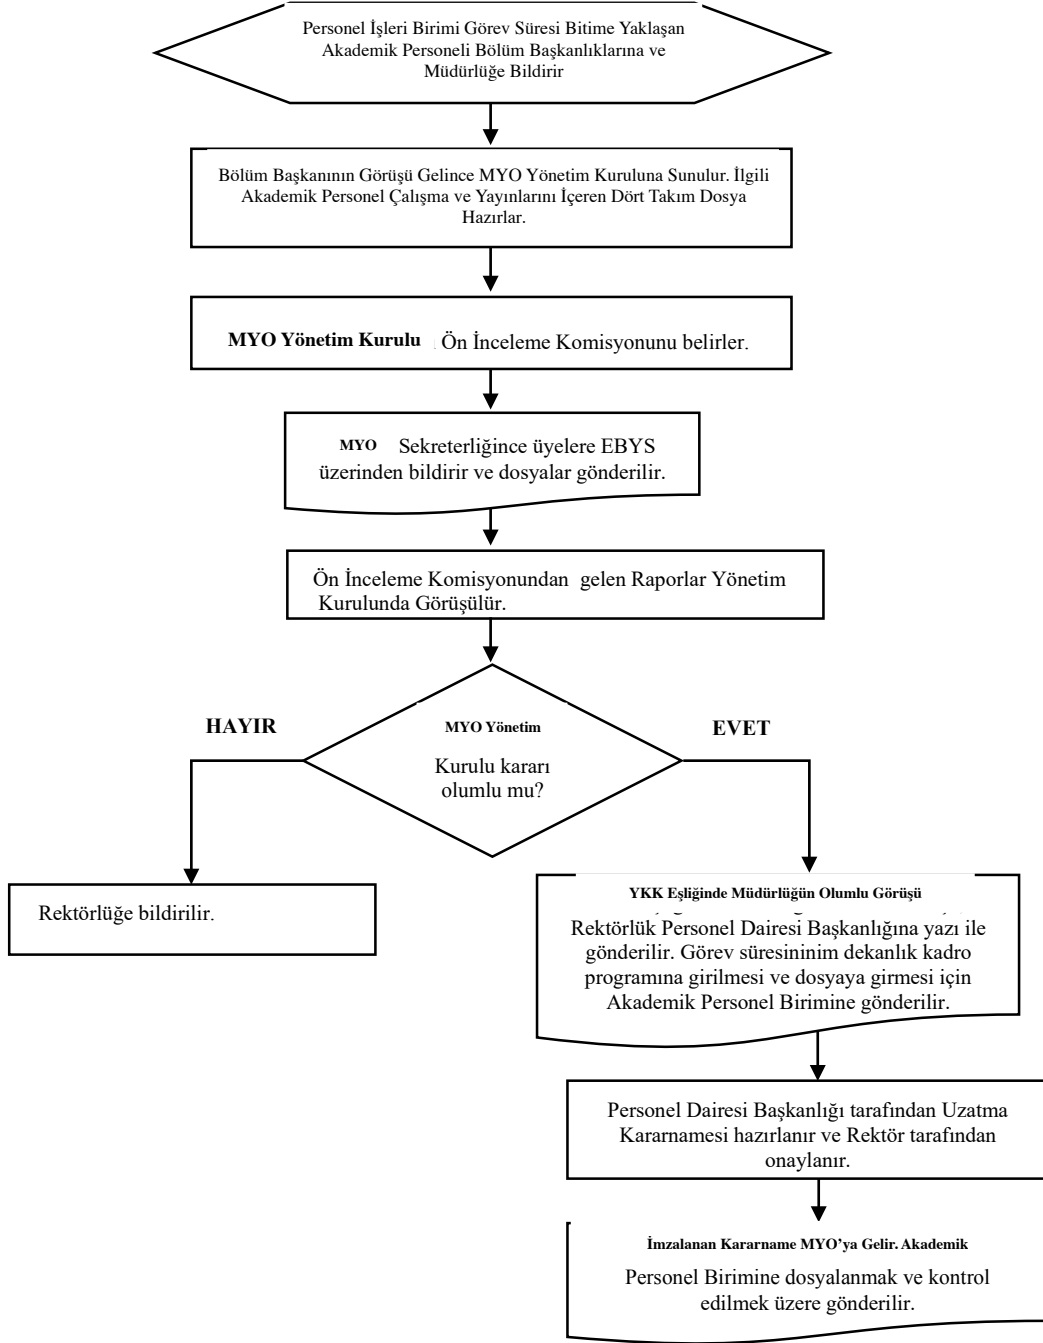 Personel İşleri Birimi Görev Süresi Bitime Yaklaşan
Akademik Personeli Bölüm Başkanlıklarına ve
Müdürlüğe Bildirir
Bölüm Başkanının Görüşü Gelince MYO Yönetim Kuruluna Sunulur. İlgili
Akademik Personel Çalışma ve Yayınlarını İçeren Dört Takım Dosya
Hazırlar.
MYO Yönetim Kurulu Ön İnceleme Komisyonunu belirler.
MYO Sekreterliğince üyelere EBYS
üzerinden bildirir ve dosyalar gönderilir.
Ön İnceleme Komisyonundan gelen Raporlar Yönetim
Kurulunda Görüşülür.
HAYIR
MYO Yönetim
EVET
Kurulu kararı
olumlu mu?
Rektörlüğe bildirilir.
YKK Eşliğinde Müdürlüğün Olumlu Görüşü
Rektörlük Personel Dairesi Başkanlığına yazı ile
gönderilir. Görev süresininim dekanlık kadro
programına girilmesi ve dosyaya girmesi için
Akademik Personel Birimine gönderilir.
Personel Dairesi Başkanlığı tarafından Uzatma
Kararnamesi hazırlanır ve Rektör tarafından
onaylanır.
İmzalanan Kararname MYO’ya Gelir. Akademik
Personel Birimine dosyalanmak ve kontrol
edilmek üzere gönderilir.